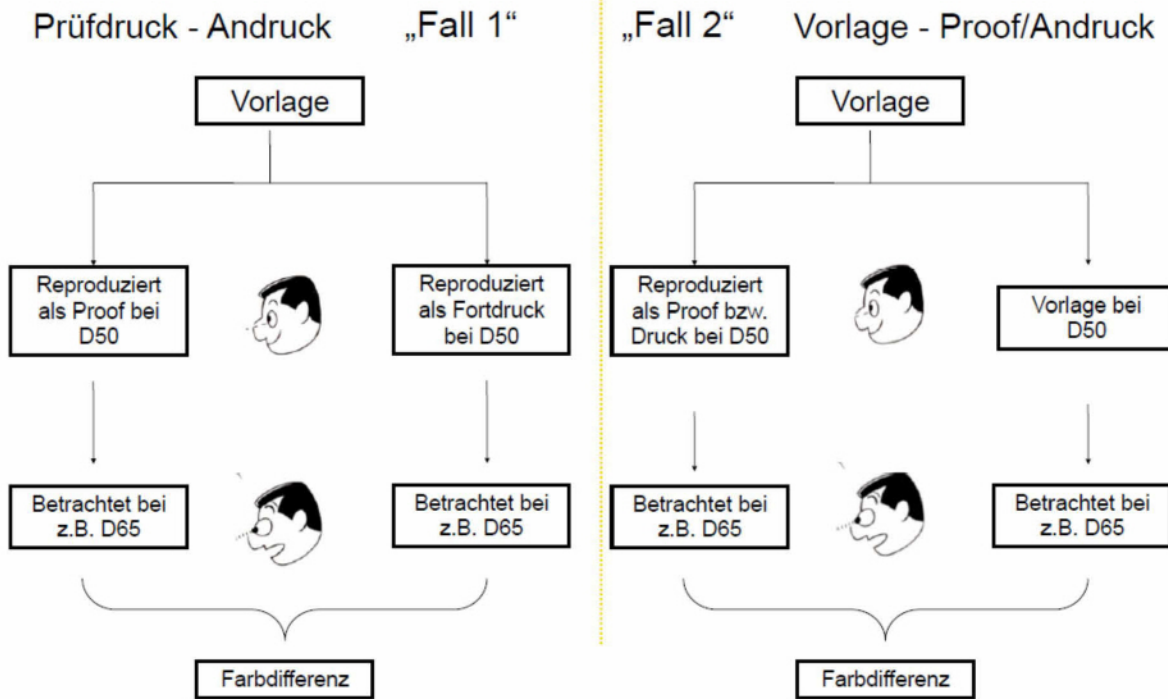 Prüfdruck - Andruck „Fall 1“
Vorlage
Reproduziert
als Proof bei
D50
Reproduziert
als Fortdruck
bei D50
Betrachtet bei
z.B. D65
Betrachtet bei
z.B. D65
Farbdifferenz
„Fall 2“ Vorlage - Proof/Andruck
Vorlage
Reproduziert
als Proof bzw.
Druck bei D50
Vorlage bei
D50
Betrachtet bei
z.B. D65
Betrachtet bei
z.B. D65
Farbdifferenz